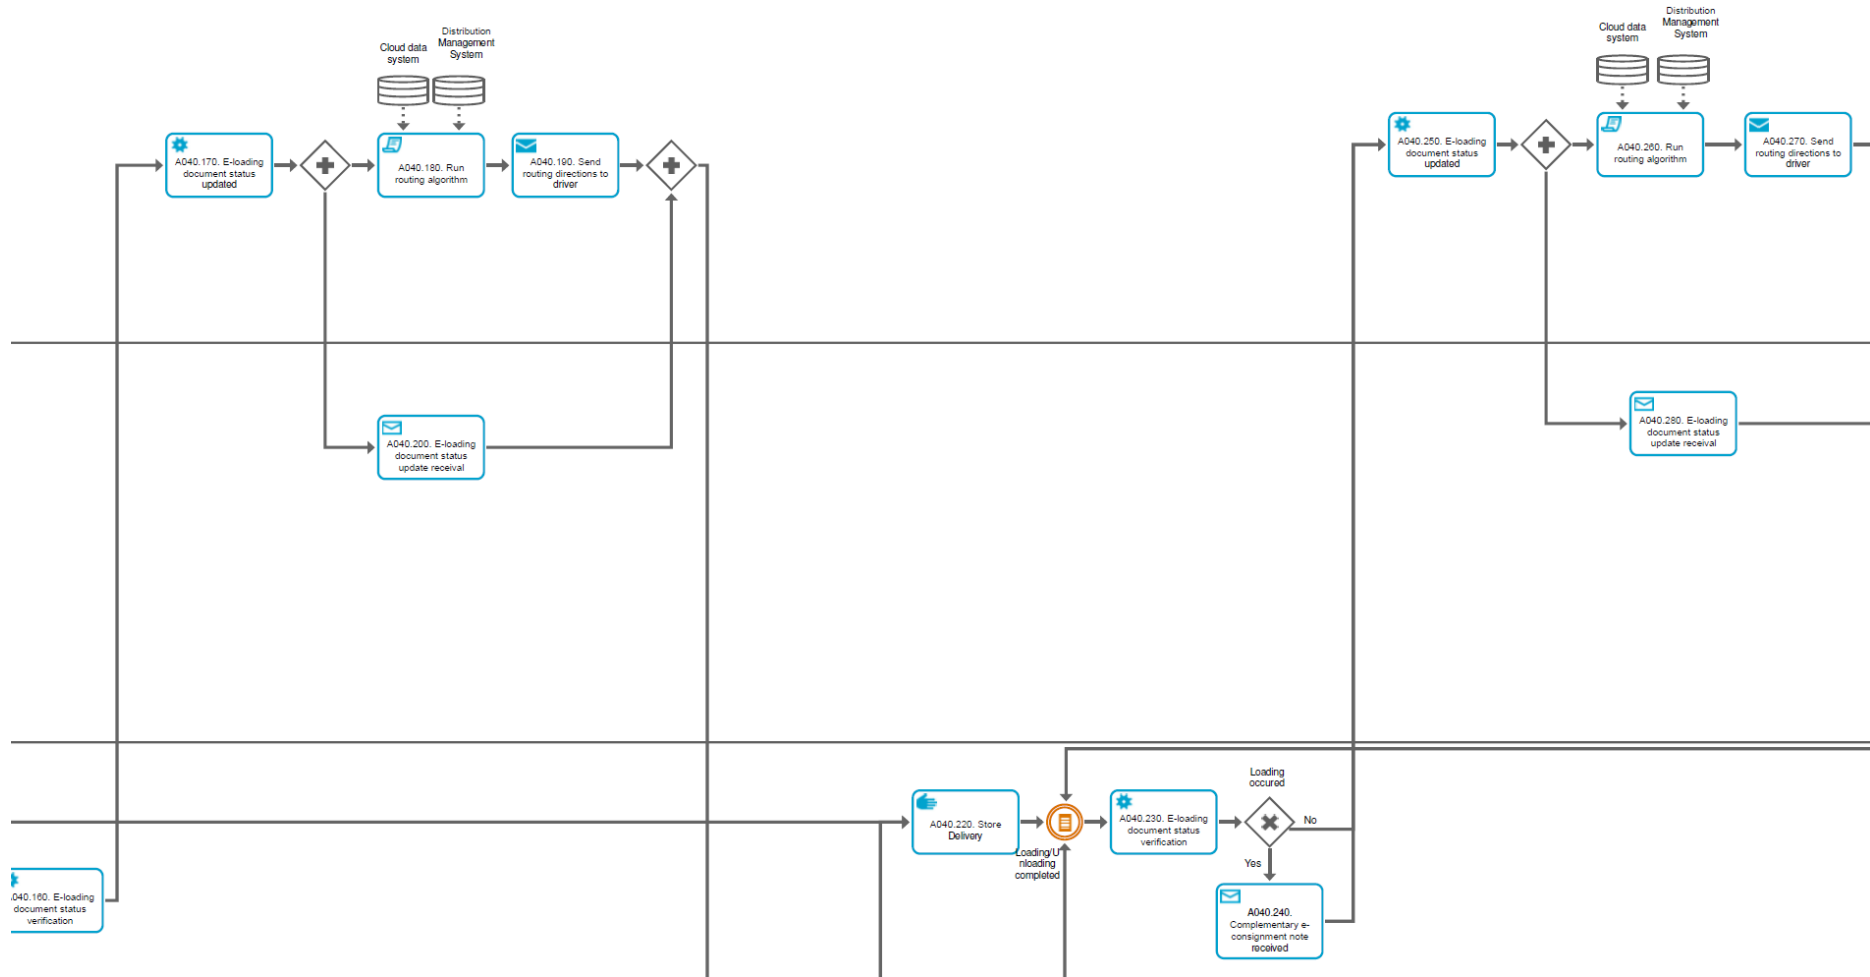 Cloud data
system
Distribution
Management
System
A040.170. E-loading
document status
updated
A040.180. Run
routing algorithm
A040.190. Send
routing directions to
driver
A040.200. E-loading
document status
update receival
Cloud data
system
Distribution
Management
System
A040.250. E-loading
document status
updated
A040.260. Run
routing algorithm
A040.270. Send
routing directions to
driver
A040.280. E-loading
document status
update receival
040.160. E-loading
document status
verification
A040.220. Store
Delivery
Loading/U
nloading
completed
A040.230. E-loading
document status
verification
Loading
occured
No
Yes
A040.240.
Complementary e-
consignment note
received